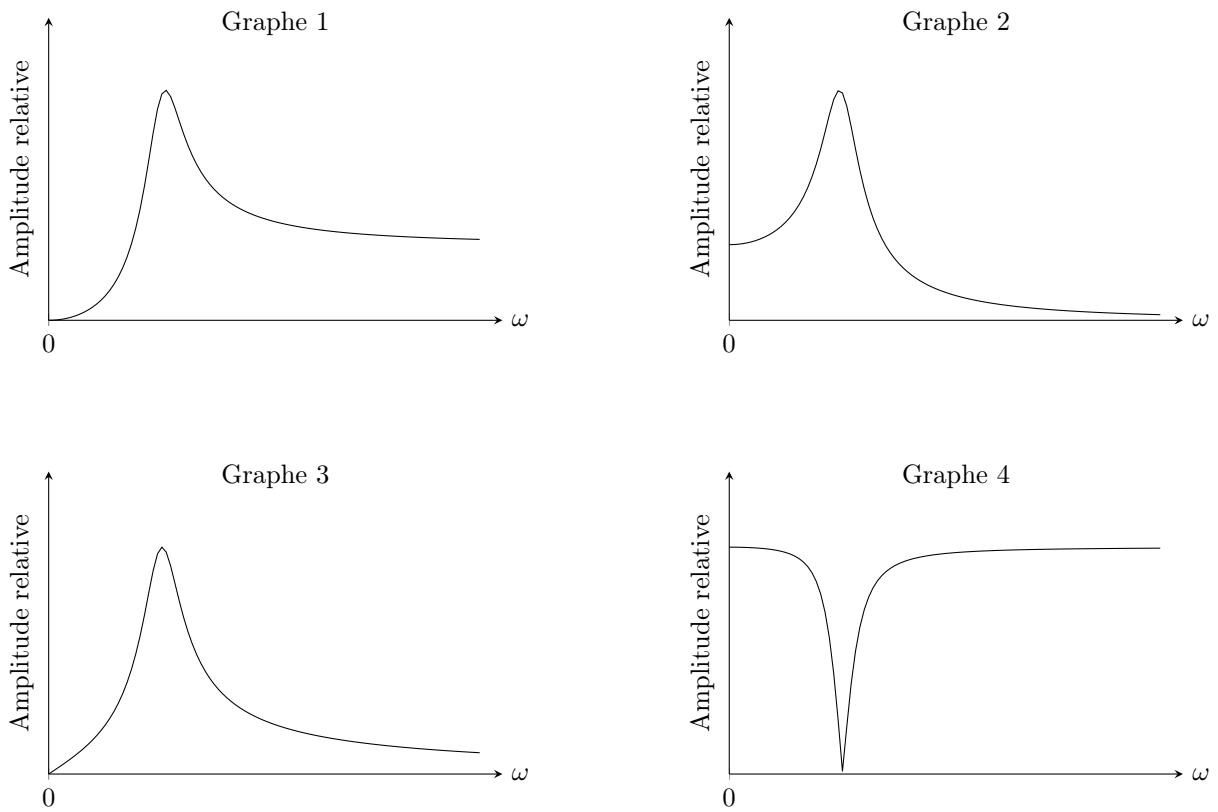 Graphe 1
Amplitude relative
ω
0
Graphe 2
Amplitude relative
ω
0
Graphe 3
Amplitude relative
ω
0
Graphe 4
Amplitude relative
ω
0